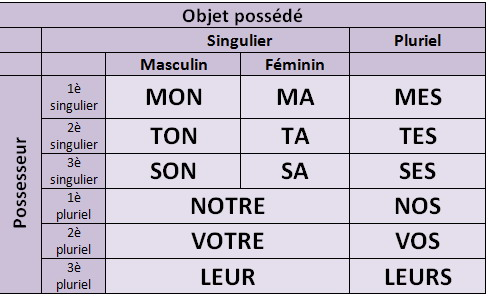 Objet possédé
Singulier Pluriel
Masculin Féminin
Possesseur
1è singulier MON MA MES
2è singulier TON TA TES
3è singulier SON SA SES
1è pluriel NOTRE NOS
2è pluriel VOTRE VOS
3è pluriel LEUR LEURS